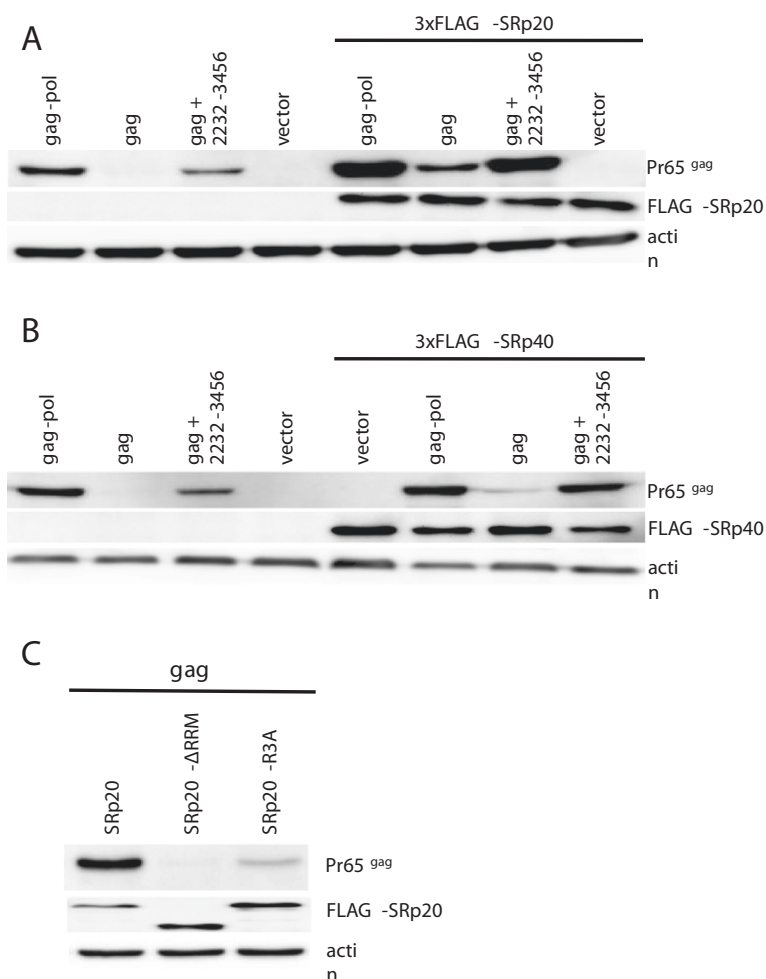 A
3xFLAG -SRp20
gag-pol
gag
gag +
2232 -3456
vector
gag-pol
gag
gag +
2232 -3456
vector
Pr65 gag
FLAG -SRp20
acti
n
B
3xFLAG -SRp40
gag-pol
gag
gag +
2232 -3456
vector
vector
gag-pol
gag
gag +
2232 -3456
Pr65 gag
FLAG -SRp40
acti
n
C
gag
SRp20
SRp20 -ΔRRM
SRp20 -R3A
Pr65 gag
FLAG -SRp20
acti
n